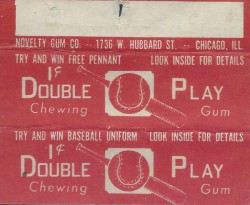 NOVELTY GUM CO. -- 1736 W. HUBBARD ST. -- CHICAGO, ILL.
TRY AND WIN FREE PENNANT LOOK INSIDE FOR DETAILS
1¢
DOUBLE PLAY
Chewing Gum
TRY AND WIN BASEBALL UNIFORM LOOK INSIDE FOR DETAILS
1¢
DOUBLE PLAY
Chewing Gum